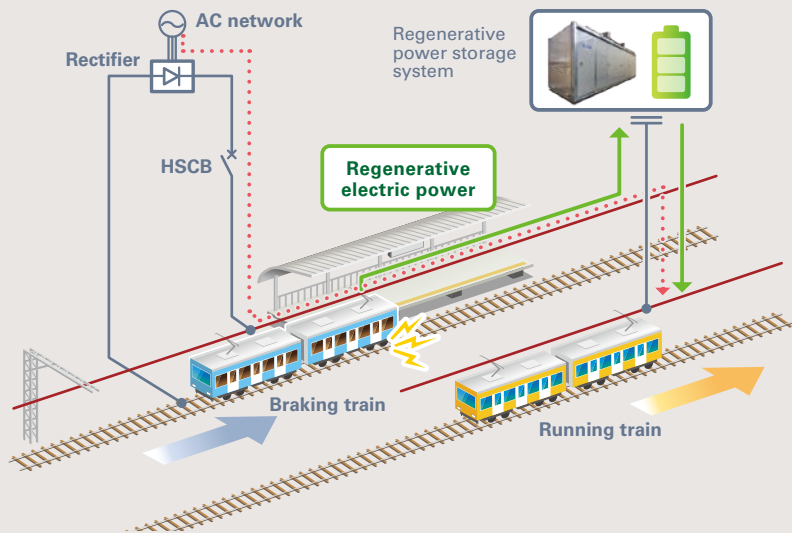 AC network
Rectifier
HSCB
Regenerative
power storage
system
Regenerative
electric power
Braking train
Running train